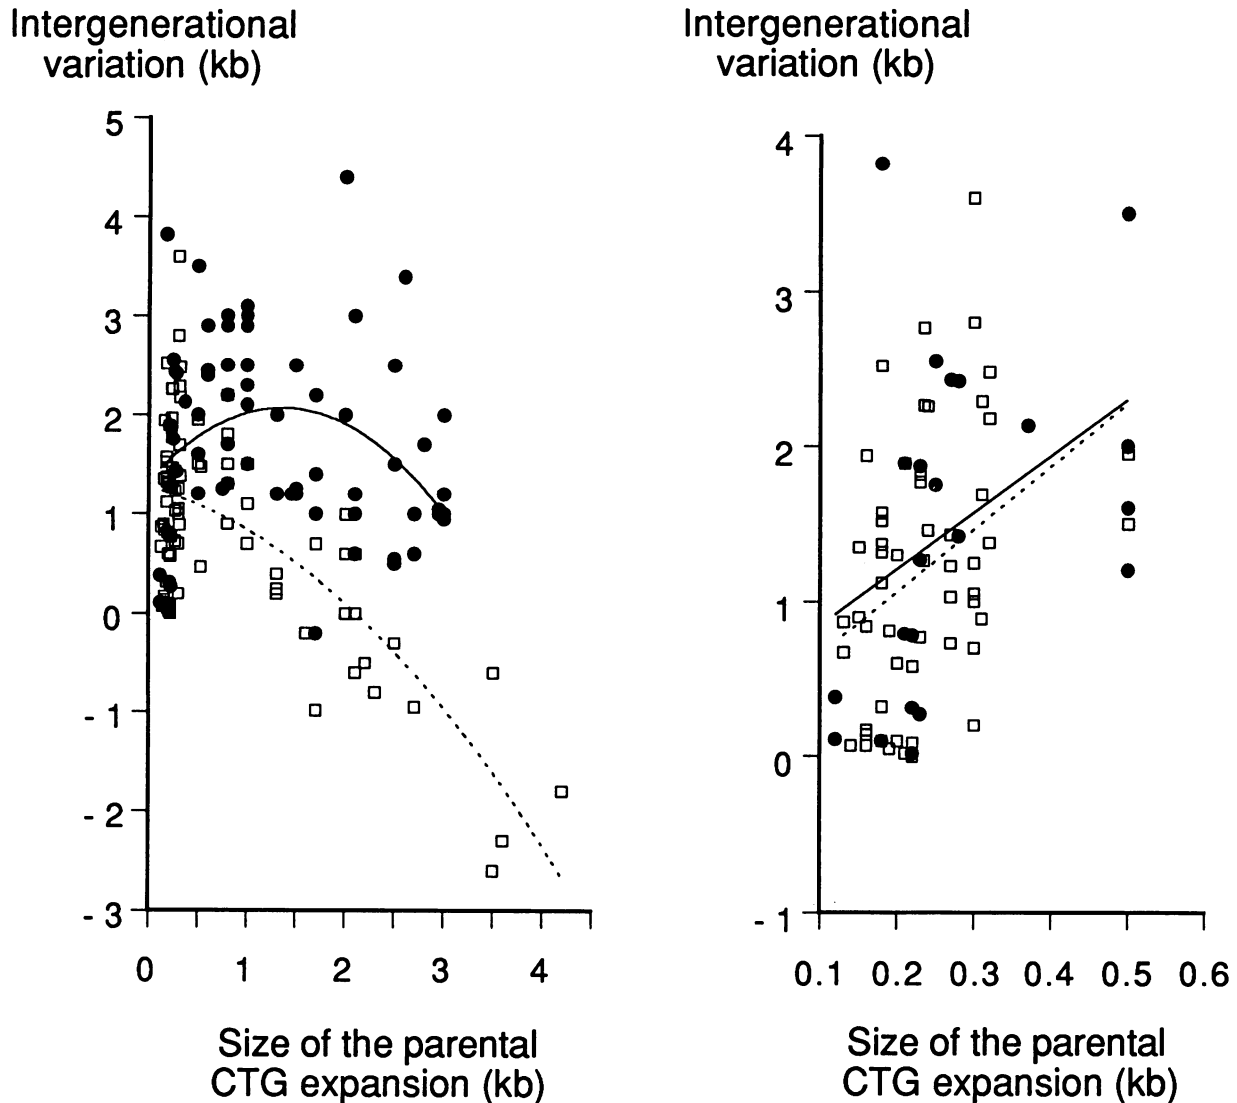 Intergenerational
variation (kb)
5
4
3
2
1
0
- 1
- 2
- 3
0 1 2 3 4
Size of the parental
CTG expansion (kb)
Intergenerational
variation (kb)
4
3
2
1
0
- 1
0.1 0.2 0.3 0.4 0.5 0.6
Size of the parental
CTG expansion (kb)